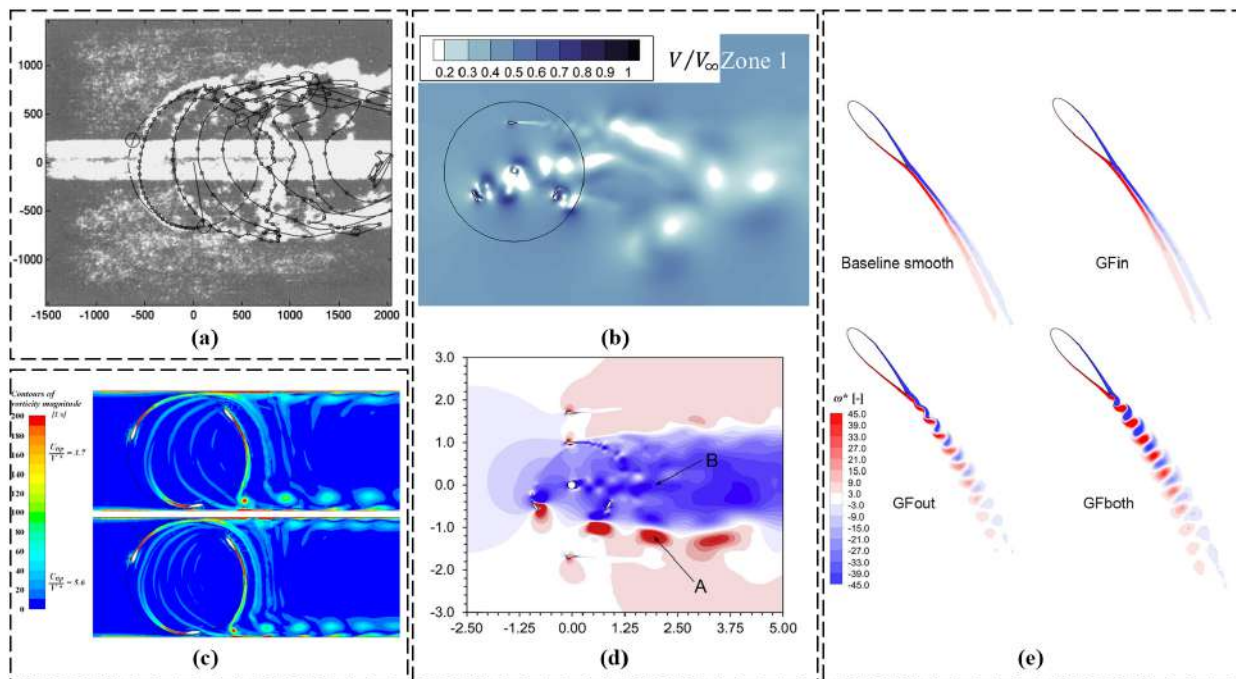 1000
500
0
-500
-1000
-1500 -1000 -500 0 500 1000 1500 2000
(a)
0.2 0.3 0.4 0.5 0.6 0.7 0.8 0.9 1
V/V∞ Zone 1
(b)
Contours of
vorticity magnitude
[1/s]
200
180
160
140
120
100
80
60
40
20
0
(c)
3.0
2.0
1.0
0.0
-1.0
-2.0
-3.0
-2.50 -1.25 0.00 1.25 2.50 3.75 5.00
B
A
(d)
Baseline smooth
GFin
GFout
GFboth
ω* [-]
45.0
39.0
33.0
27.0
21.0
15.0
9.0
3.0
-3.0
-9.0
-15.0
-21.0
-27.0
-33.0
-39.0
-45.0
(e)